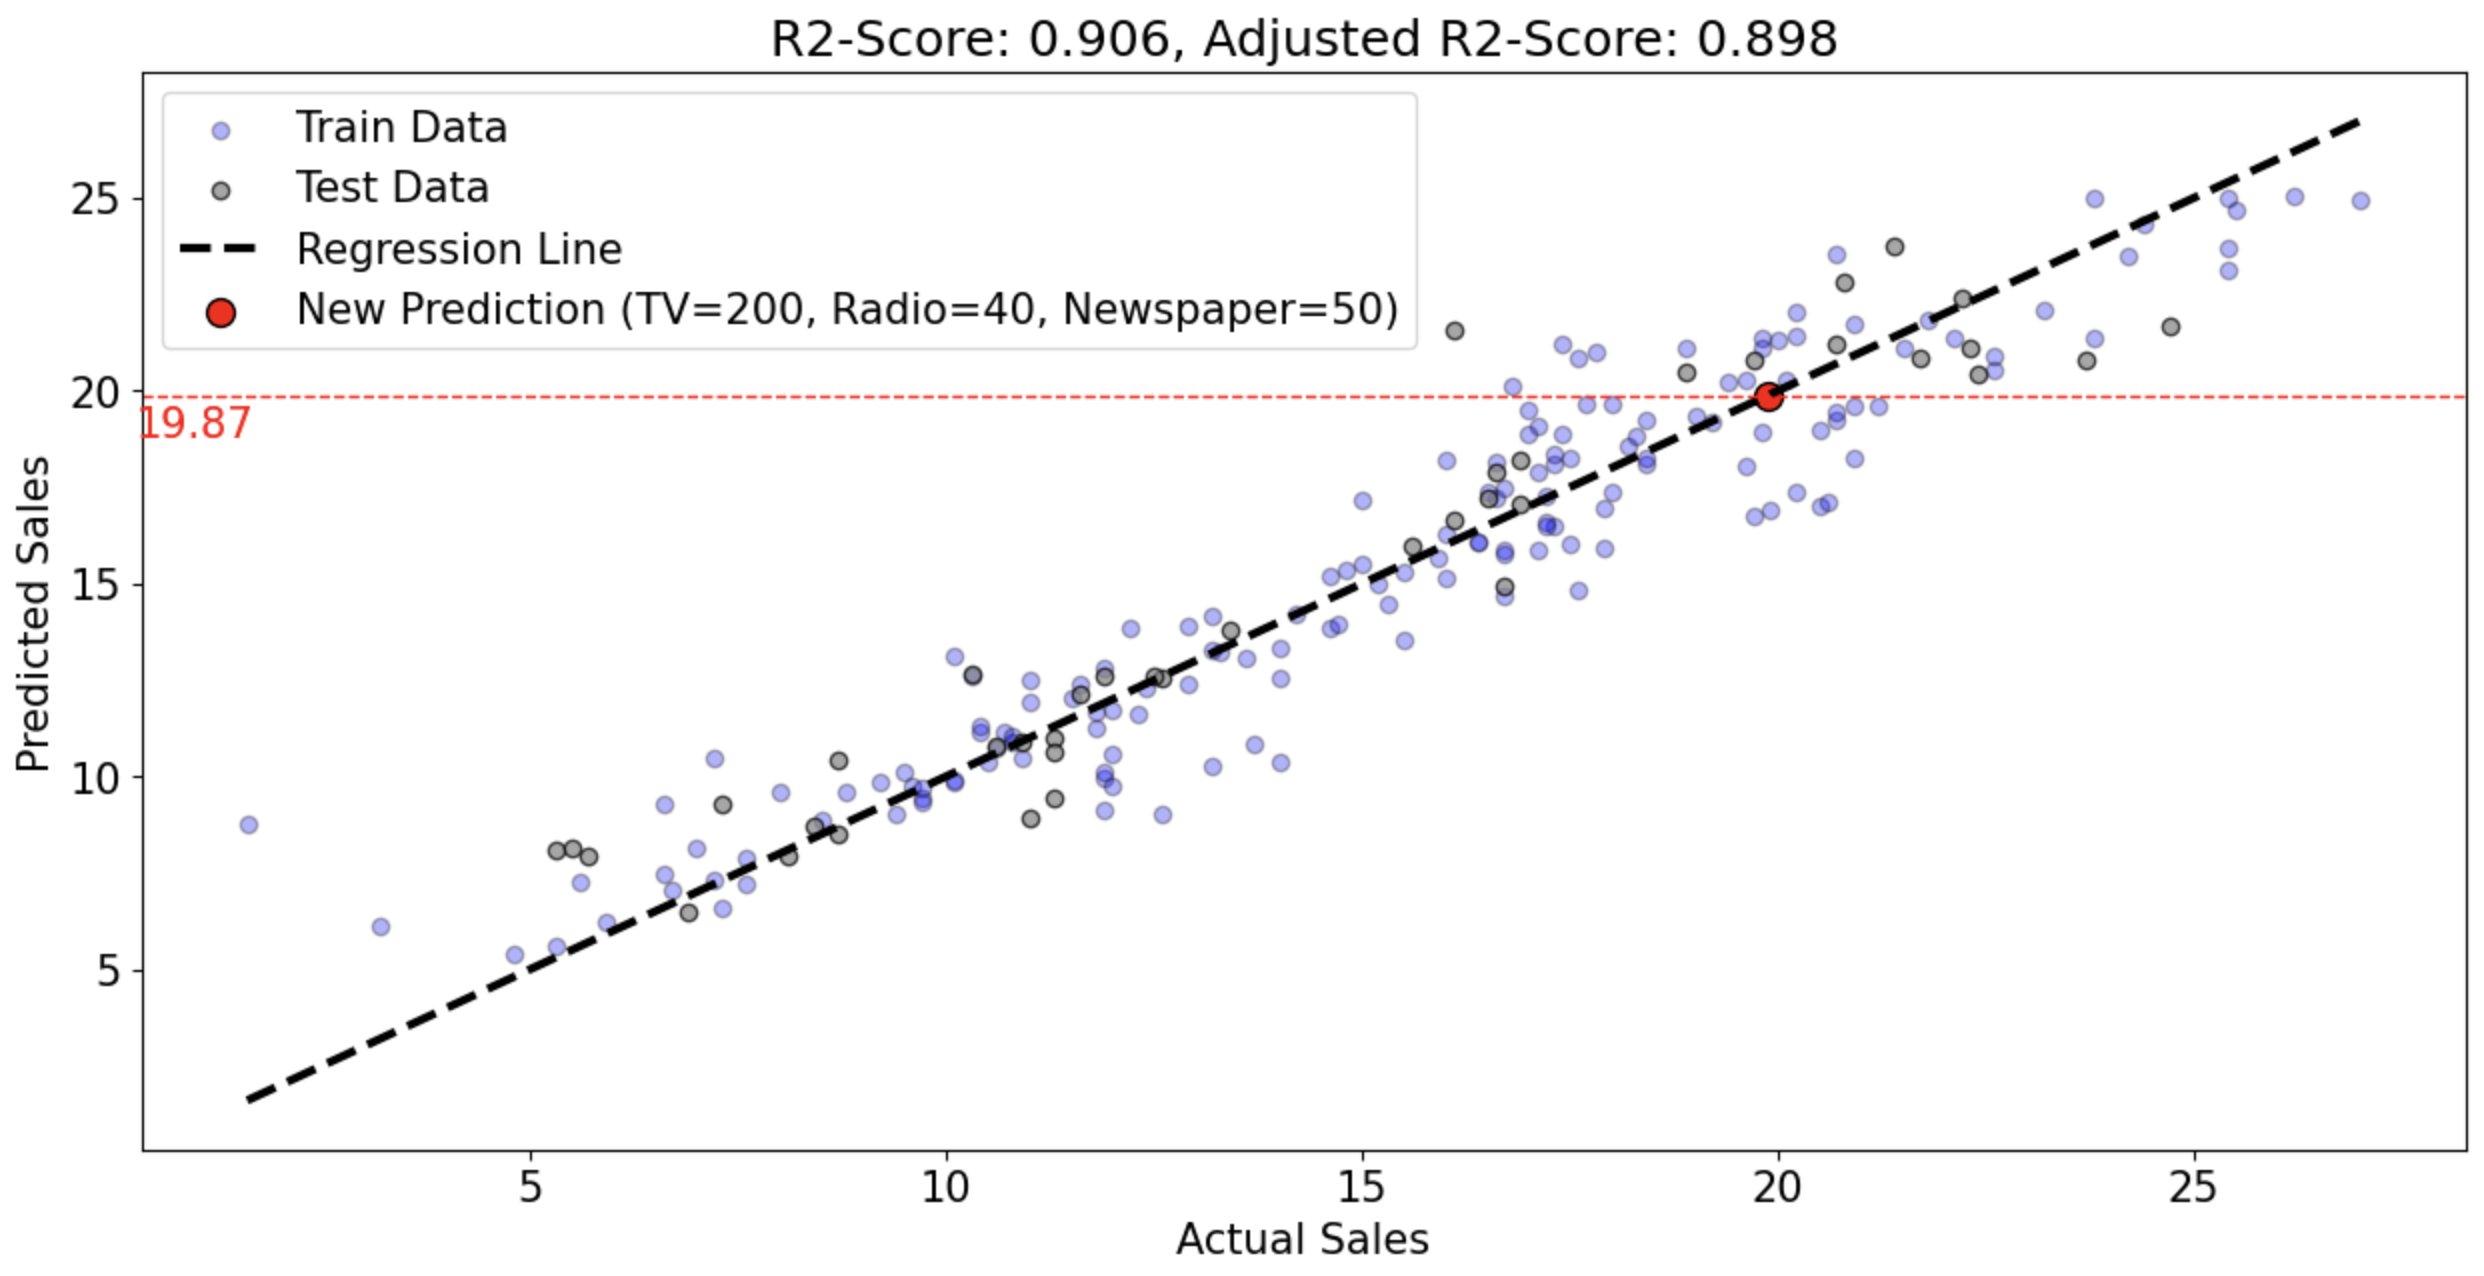 R2-Score: 0.906, Adjusted R2-Score: 0.898
Train Data
Test Data
Regression Line
New Prediction (TV=200, Radio=40, Newspaper=50)
25
20
19.87
15
10
5
Predicted Sales
5
10
15
20
25
Actual Sales